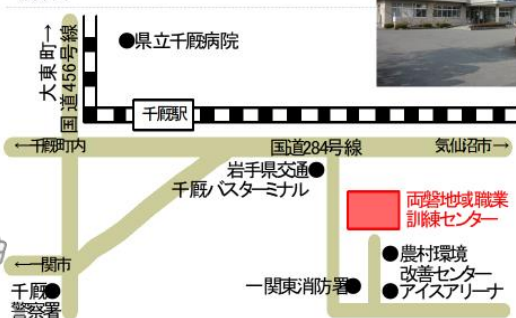 大東町→
国道456号線
●県立千厩病院
千厩駅
←千厩町内
国道284号線
気仙沼市→
岩手県交通●
千厩バスターミナル
両磐地域職業
訓練センター
←一関市
千厩●
警察署
一関東消防署●
●農村環境
改善センター
●アイスアリーナ